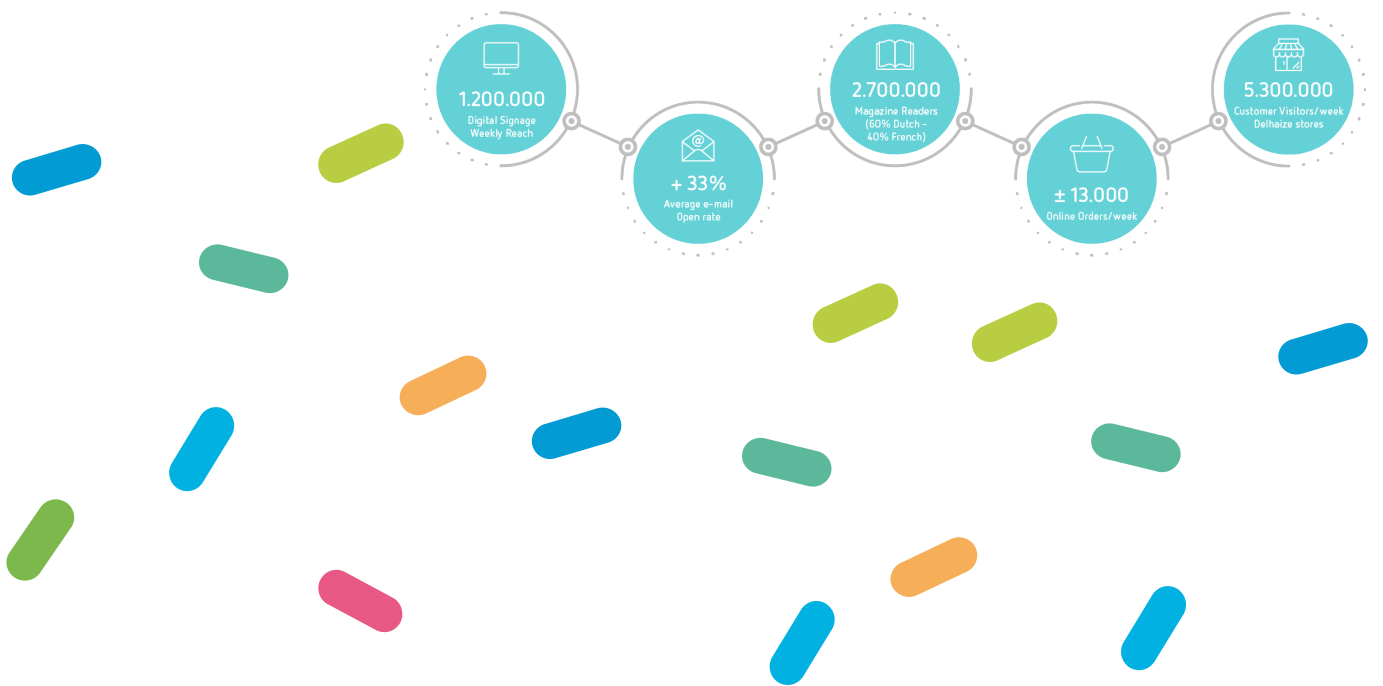 1.200.000
Digital Signage
Weekly Reach
@
+ 33%
Average e-mail
Open rate
2.700.000
Magazine Readers
(60% Dutch -
40% French)
± 13.000
Online Orders/week
5.300.000
Customer Visitors/week
Delhaize stores